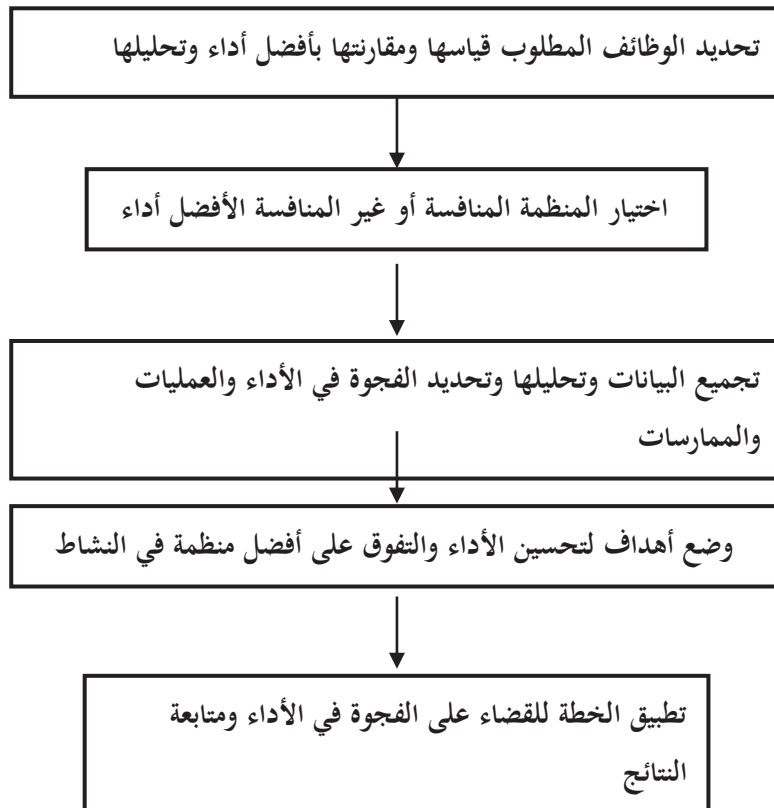 تحديد الوظائف المطلوب قياسها ومقارنتها بأفضل أداء وتحليلها
اختيار المنظمة المنافسة أو غير المنافسة الأفضل أداء
تجميع البيانات وتحليلها وتحديد الفجوة في الأداء والعمليات
والممارسات
وضع أهداف لتحسين الأداء والتفوق على أفضل منظمة في النشاط
تطبيق الخطة للقضاء على الفجوة في الأداء ومتابعة
النتائج